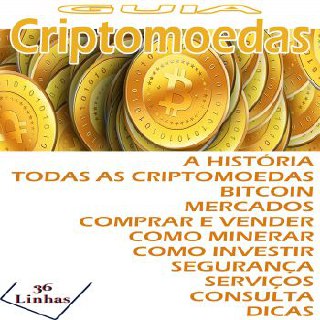 GUIA
Criptomoedas
A HISTÓRIA
TODAS AS CRIPTOMOEDAS
BITCOIN
MERCADOS
COMPRAR E VENDER
COMO MINERAR
COMO INVESTIR
SEGURANÇA
SERVIÇOS
CONSULTA
DICAS
36
Linhas